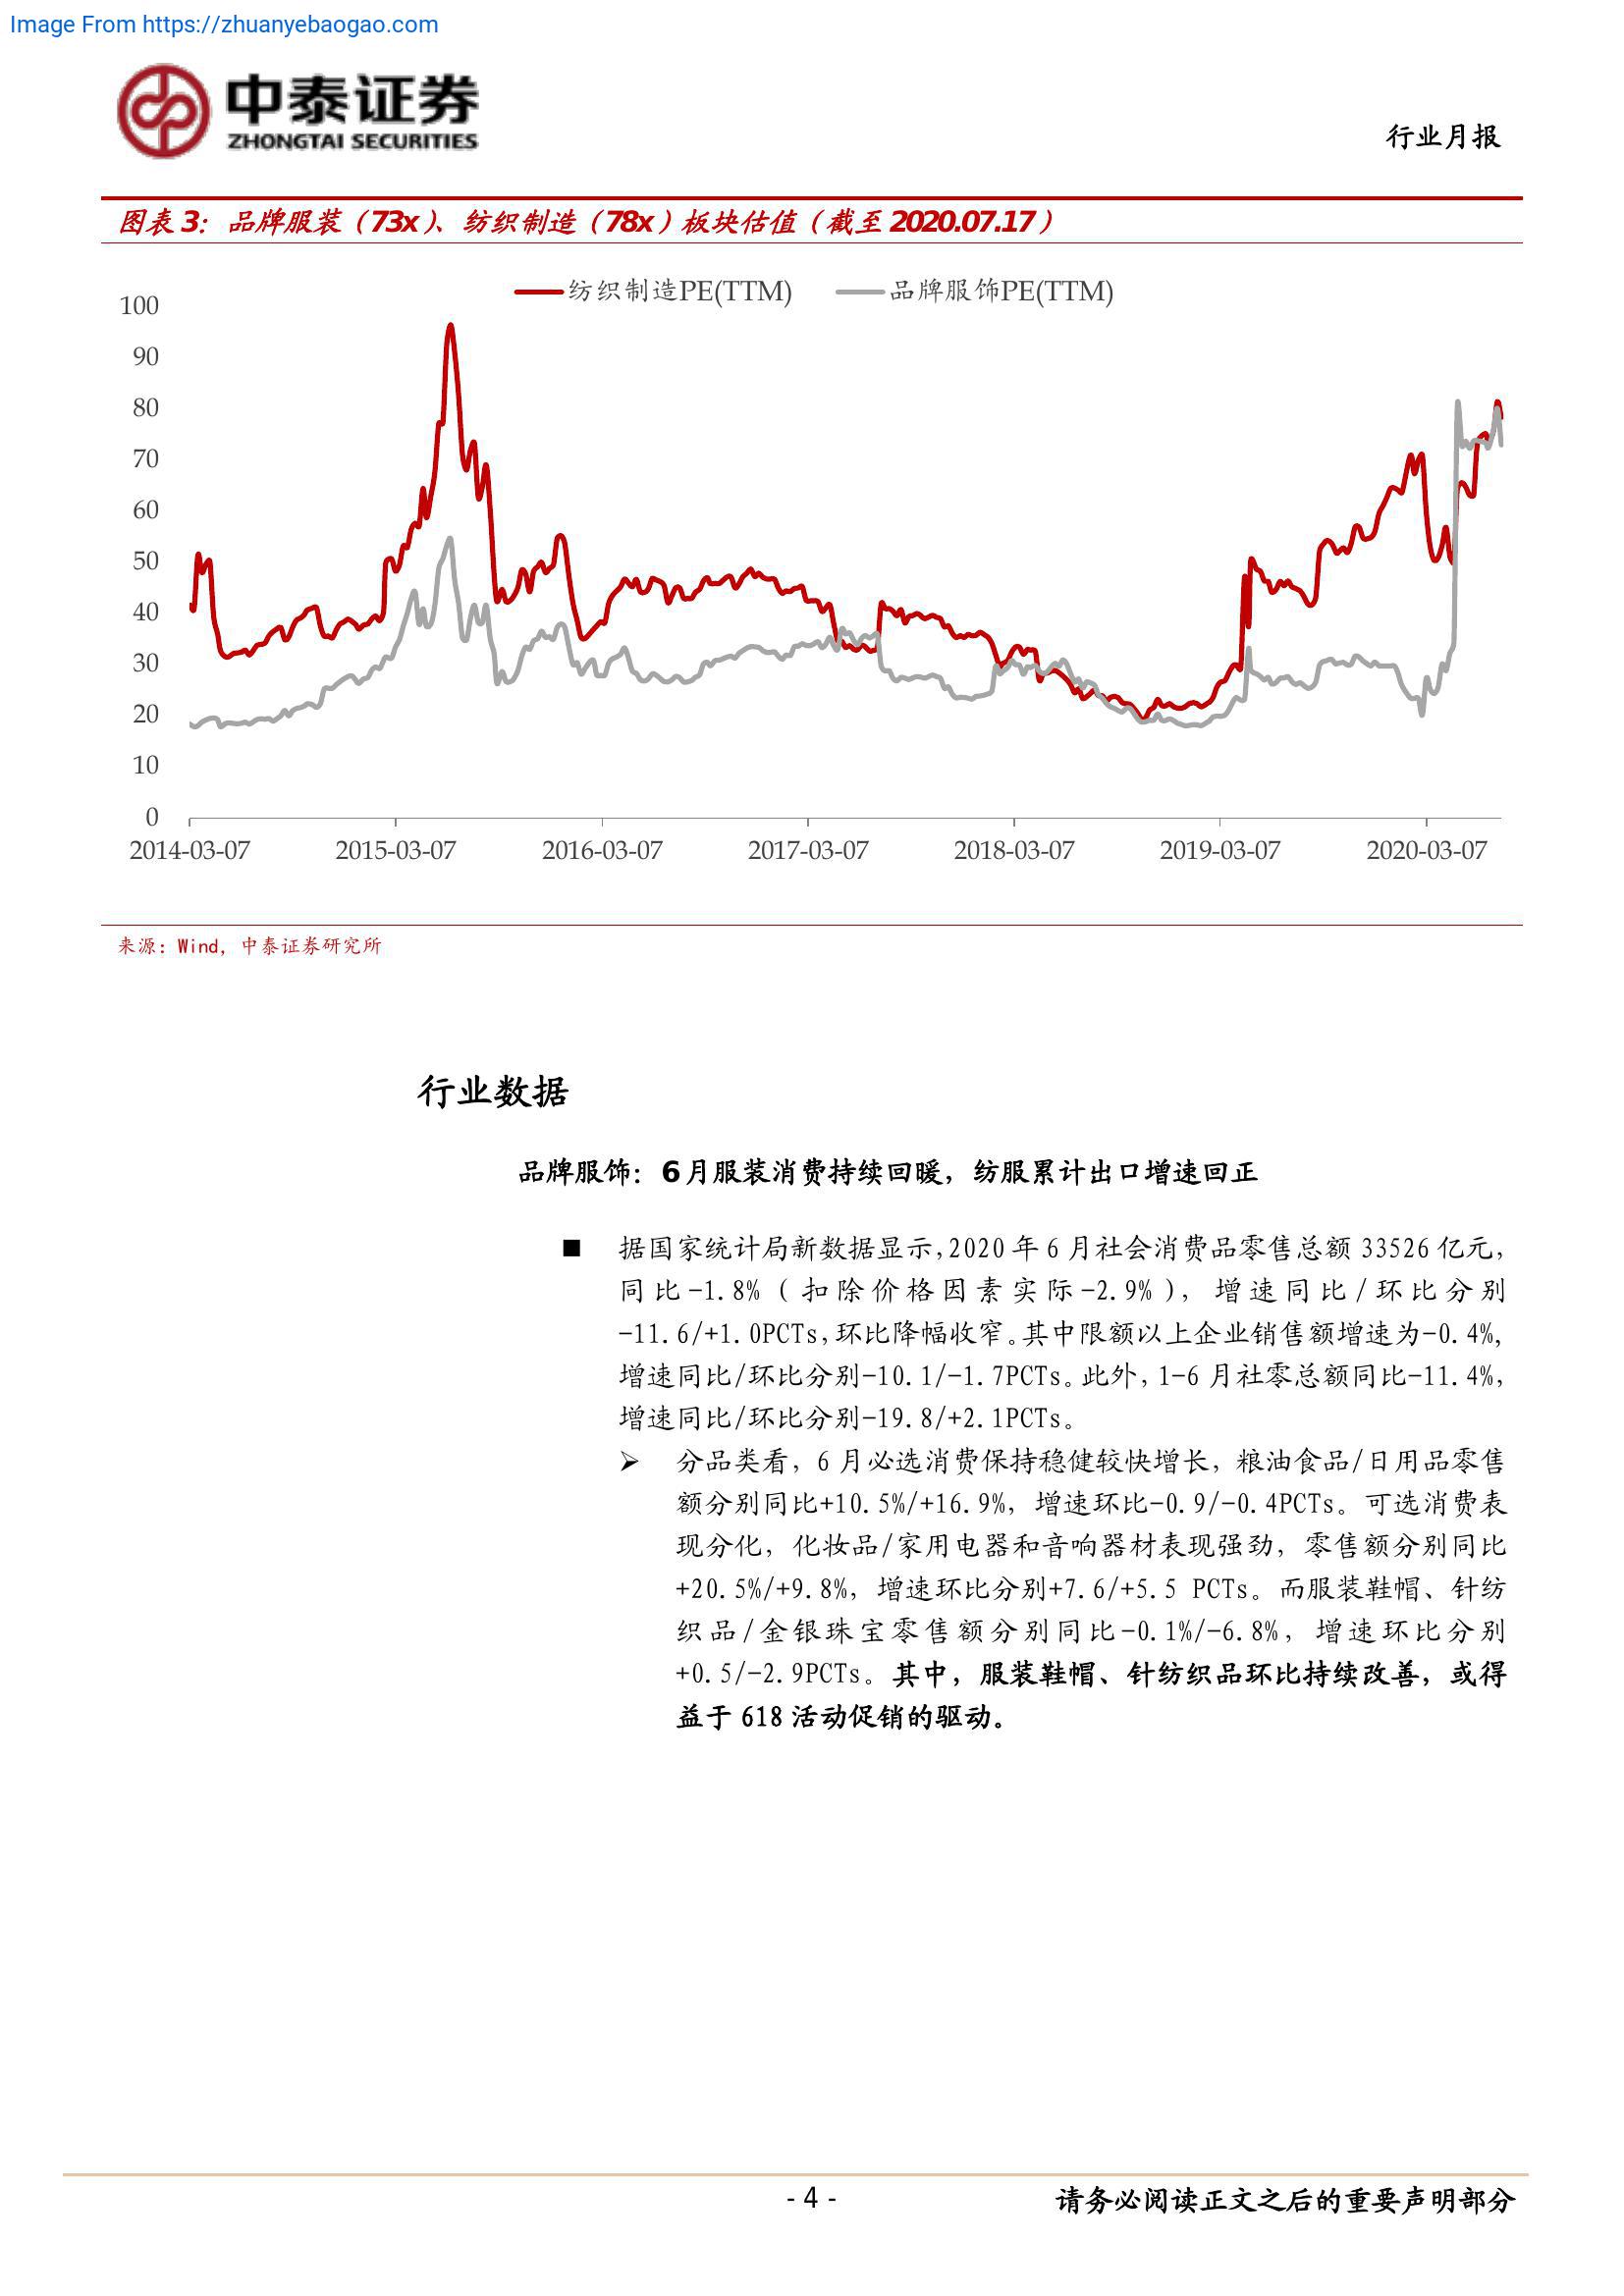 Image From https://zhuanyebaogao.com
中泰证券
ZHONGTAI SECURITIES
行业月报
图表 3：品牌服装（73x）、纺织制造（78x）板块估值（截至 2020.07.17）
纺织制造PE(TTM) 品牌服饰PE(TTM)
100
90
80
70
60
50
40
30
20
10
0
2014-03-07 2015-03-07 2016-03-07 2017-03-07 2018-03-07 2019-03-07 2020-03-07
来源：Wind，中泰证券研究所
行业数据
品牌服饰：6 月服装消费持续回暖，纺服累计出口增速回正
■ 据国家统计局新数据显示，2020 年 6 月社会消费品零售总额 33526 亿元，
同比-1.8%（扣除价格因素实际-2.9%），增速同比/环比分别
-11.6/+1.0PCTs，环比降幅收窄。其中限额以上企业销售额增速为-0.4%，
增速同比/环比分别-10.1/-1.7PCTs。此外，1-6 月社零总额同比-11.4%，
增速同比/环比分别-19.8/+2.1PCTs。
➢ 分品类看，6 月必选消费保持稳健较快增长，粮油食品/日用品零售
额分别同比+10.5%/+16.9%，增速环比-0.9/-0.4PCTs。可选消费表
现分化，化妆品/家用电器和音响器材表现强劲，零售额分别同比
+20.5%/+9.8%，增速环比分别+7.6/+5.5 PCTs。而服装鞋帽、针纺
织品/金银珠宝零售额分别同比-0.1%/-6.8%，增速环比分别
+0.5/-2.9PCTs。其中，服装鞋帽、针纺织品环比持续改善，或得
益于 618 活动促销的驱动。
- 4 -
请务必阅读正文之后的重要声明部分